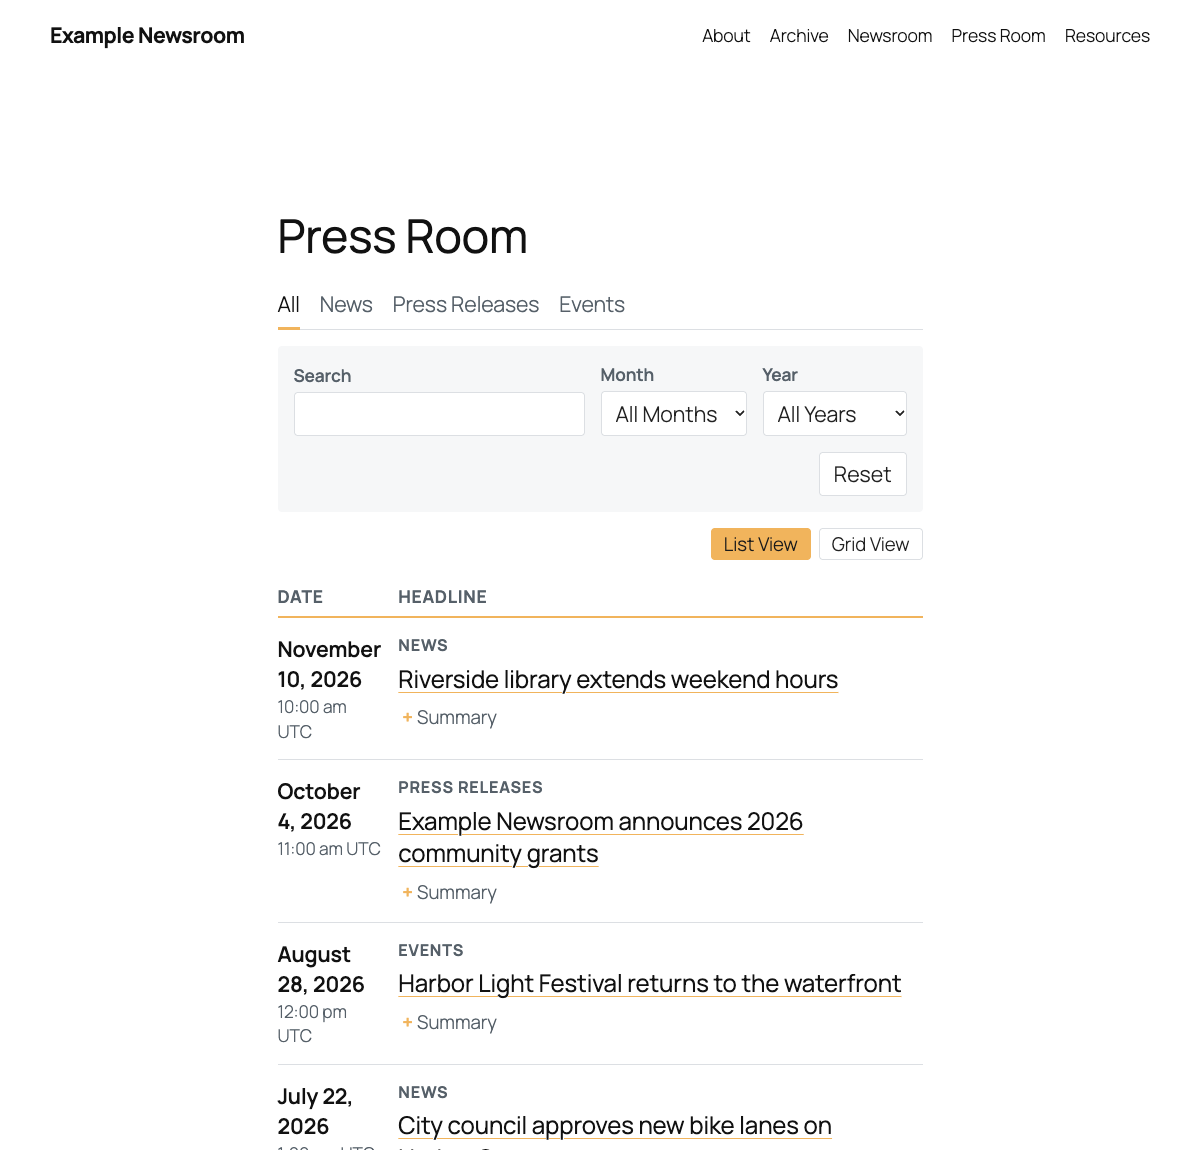 Example Newsroom
About Archive Newsroom Press Room Resources
Press Room
All News Press Releases Events
Search Month Year
All Months All Years
Reset
List View Grid View
DATE HEADLINE
November
10, 2026
10:00 am
UTC
NEWS
Riverside library extends weekend hours
+ Summary
October
4, 2026
11:00 am UTC
PRESS RELEASES
Example Newsroom announces 2026
community grants
+ Summary
August
28, 2026
12:00 pm
UTC
EVENTS
Harbor Light Festival returns to the waterfront
+ Summary
July 22,
2026
NEWS
City council approves new bike lanes on